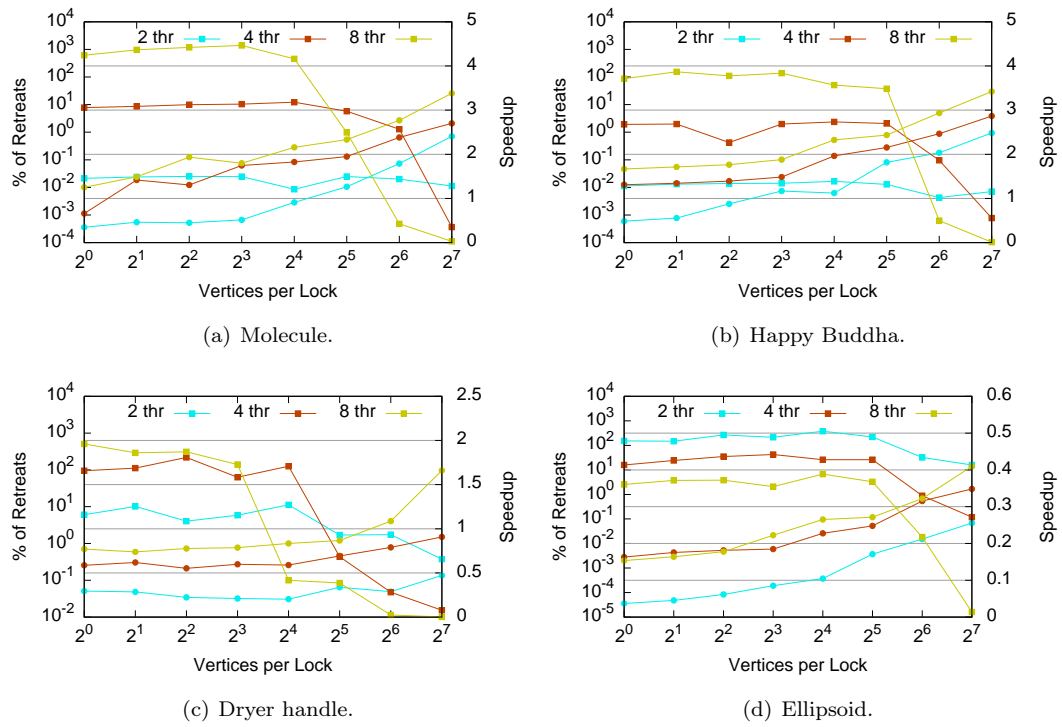 10^4 10^3 10^2 10^1 10^0 10^-1 10^-2 10^-3 10^-4
% of Retreats
2 thr 4 thr 8 thr
5 4 3 2 1 0
Speedup
2^0 2^1 2^2 2^3 2^4 2^5 2^6 2^7
Vertices per Lock
(a) Molecule.
10^4 10^3 10^2 10^1 10^0 10^-1 10^-2 10^-3 10^-4
% of Retreats
2 thr 4 thr 8 thr
5 4 3 2 1 0
Speedup
2^0 2^1 2^2 2^3 2^4 2^5 2^6 2^7
Vertices per Lock
(b) Happy Buddha.
10^4 10^3 10^2 10^1 10^0 10^-1 10^-2
% of Retreats
2 thr 4 thr 8 thr
2.5 2 1.5 1 0.5 0
Speedup
2^0 2^1 2^2 2^3 2^4 2^5 2^6 2^7
Vertices per Lock
(c) Dryer handle.
10^4 10^3 10^2 10^1 10^0 10^-1 10^-2 10^-3 10^-4 10^-5
% of Retreats
2 thr 4 thr 8 thr
0.6 0.5 0.4 0.3 0.2 0.1 0
Speedup
2^0 2^1 2^2 2^3 2^4 2^5 2^6 2^7
Vertices per Lock
(d) Ellipsoid.